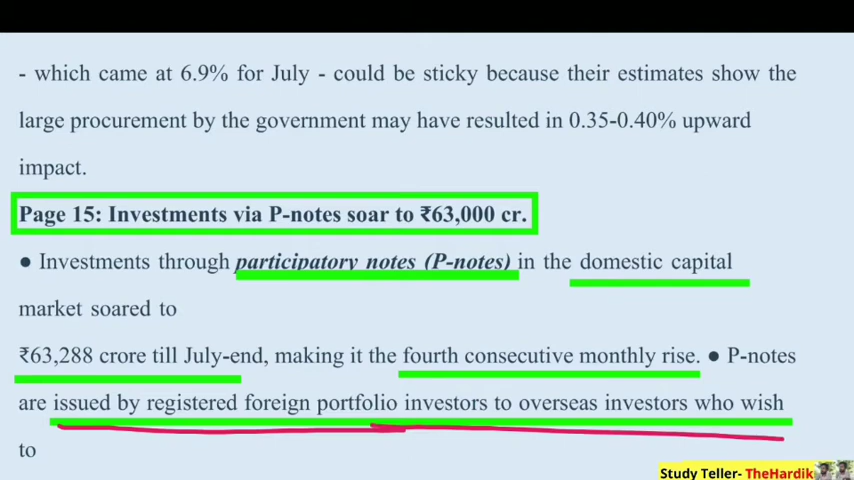 - which came at 6.9% for July - could be sticky because their estimates show the
large procurement by the government may have resulted in 0.35-0.40% upward
impact.
Page 15: Investments via P-notes soar to ₹63,000 cr.
● Investments through participatory notes (P-notes) in the domestic capital
market soared to
₹63,288 crore till July-end, making it the fourth consecutive monthly rise. ● P-notes
are issued by registered foreign portfolio investors to overseas investors who wish
to
Study Teller- TheHardik